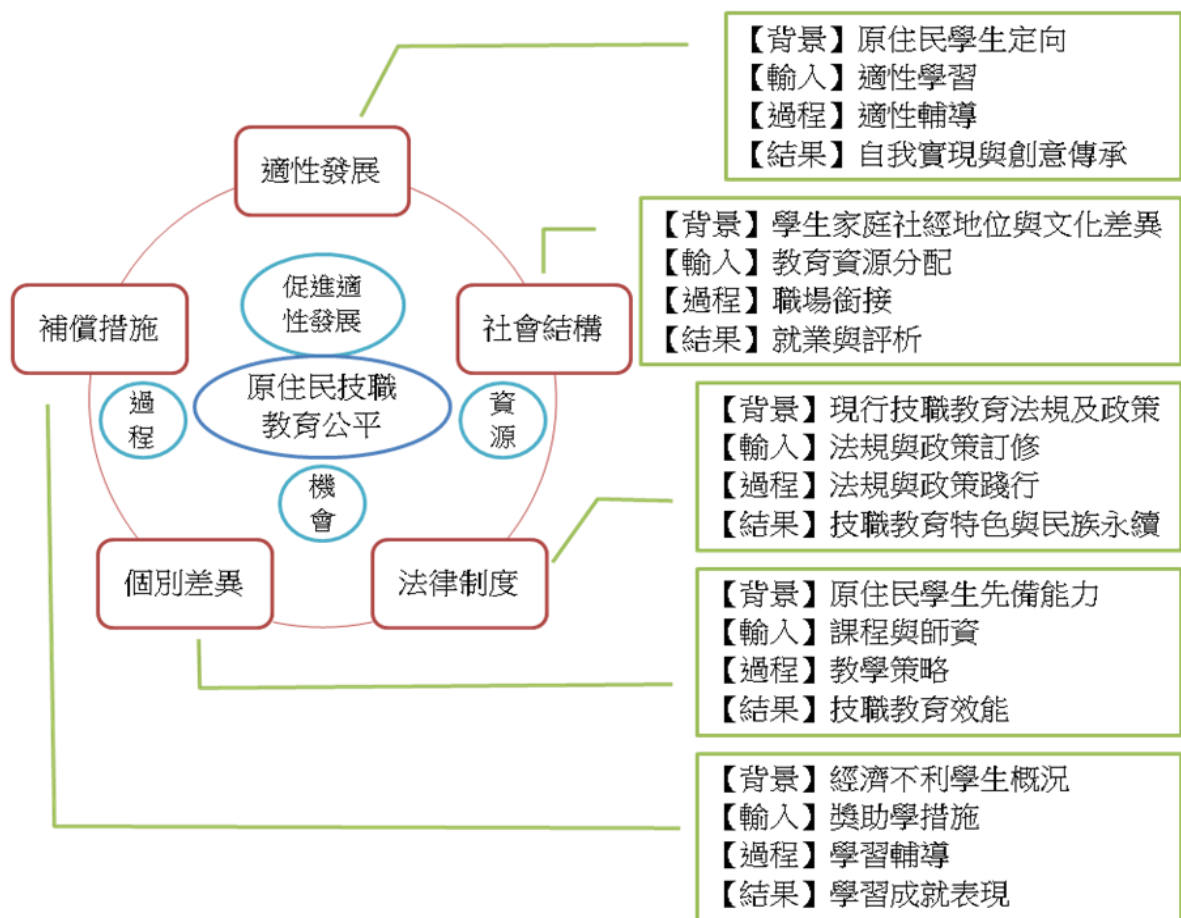 適性發展
補償措施
社會結構
個別差異
法律制度
促進適
性發展
原住民技職
教育公平
過
程
資
源
機
會
【背景】原住民學生定向
【輸入】適性學習
【過程】適性輔導
【結果】自我實現與創意傳承
【背景】學生家庭社經地位與文化差異
【輸入】教育資源分配
【過程】職場銜接
【結果】就業與評析
【背景】現行技職教育法規及政策
【輸入】法規與政策訂修
【過程】法規與政策踐行
【結果】技職教育特色與民族永續
【背景】原住民學生先備能力
【輸入】課程與師資
【過程】教學策略
【結果】技職教育效能
【背景】經濟不利學生概況
【輸入】獎助學措施
【過程】學習輔導
【結果】學習成就表現